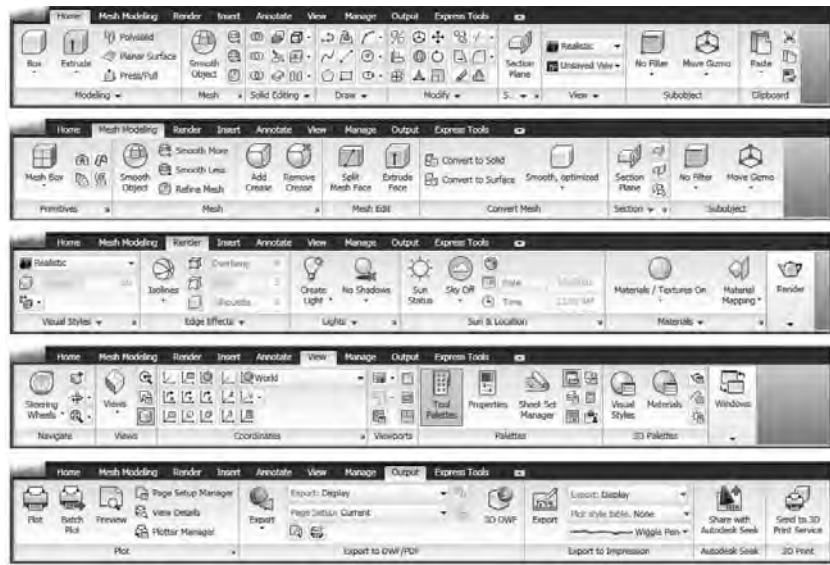 Home Mesh Modeling Render Insert Annotate View Manage Output Express Tools
Box Extrude Polysolid Planar Surface Press/Pull
Smooth Object
Section Plane Realistic Unsaved View No Filter Move Gizmo Paste
Modeling Mesh Solid Editing Draw Modify S... View Subobject Clipboard
Home Mesh Modeling Render Insert Annotate View Manage Output Express Tools
Mesh Box Smooth Object Smooth More Smooth Less Refine Mesh Add Crease Remove Crease
Split Mesh Face Extrude Face Convert to Solid Convert to Surface Smooth, optimized
Section Plane No Filter Move Gizmo
Primitives Mesh Mesh Edit Convert Mesh Section Subobject
Home Mesh Modeling Render Insert Annotate View Manage Output Express Tools
Realistic Isolines Overhang Silhouette
Create Light No Shadows Sun Status Sky Off Date Time
Materials / Textures On Material Mapping Render
Visual Styles Edge Effects Lights Sun & Location Materials
Home Mesh Modeling Render Insert Annotate View Manage Output Express Tools
Steering Wheels Views World Tool Palettes Properties Sheet Set Manager
Visual Styles Materials Windows
Navigate Views Coordinates Viewports Palettes 3D Palettes
Home Mesh Modeling Render Insert Annotate View Manage Output Express Tools
Plot Batch Plot Preview Page Setup Manager View Details Plotter Manager
Export Export: Display Page Setup: Current 3D DWF
Export Export: Display Plot style table: None Wiggle Pen
Share with Autodesk Seek Send to 3D Print Service
Plot Export to DWF/PDF Export to Impression Autodesk Seek 3D Print